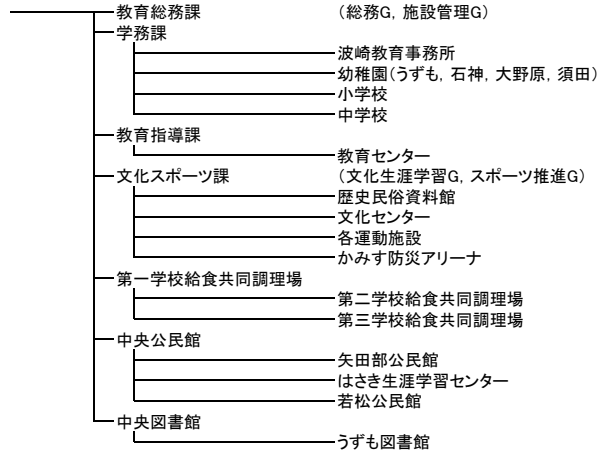 教育総務課 (総務G, 施設管理G)
学務課
波崎教育事務所
幼稚園(うずも, 石神, 大野原, 須田)
小学校
中学校
教育指導課
教育センター
文化スポーツ課 (文化生涯学習G, スポーツ推進G)
歴史民俗資料館
文化センター
各運動施設
かみす防災アリーナ
第一学校給食共同調理場
第二学校給食共同調理場
第三学校給食共同調理場
中央公民館
矢田部公民館
はさき生涯学習センター
若松公民館
中央図書館
うずも図書館